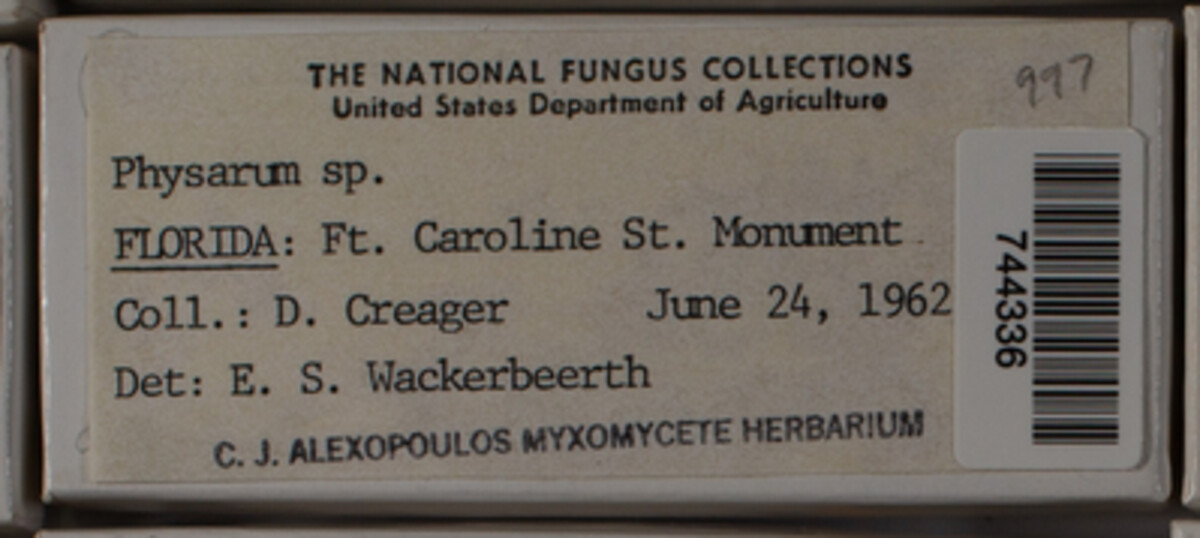 THE NATIONAL FUNGUS COLLECTIONS
United States Department of Agriculture
997
Physarum sp.
FLORIDA: Ft. Caroline St. Monument
Coll.: D. Creager June 24, 1962
Det: E. S. Wackerbeerth
C. J. ALEXOPOULOS MYXOMYCETE HERBARIUM
744336